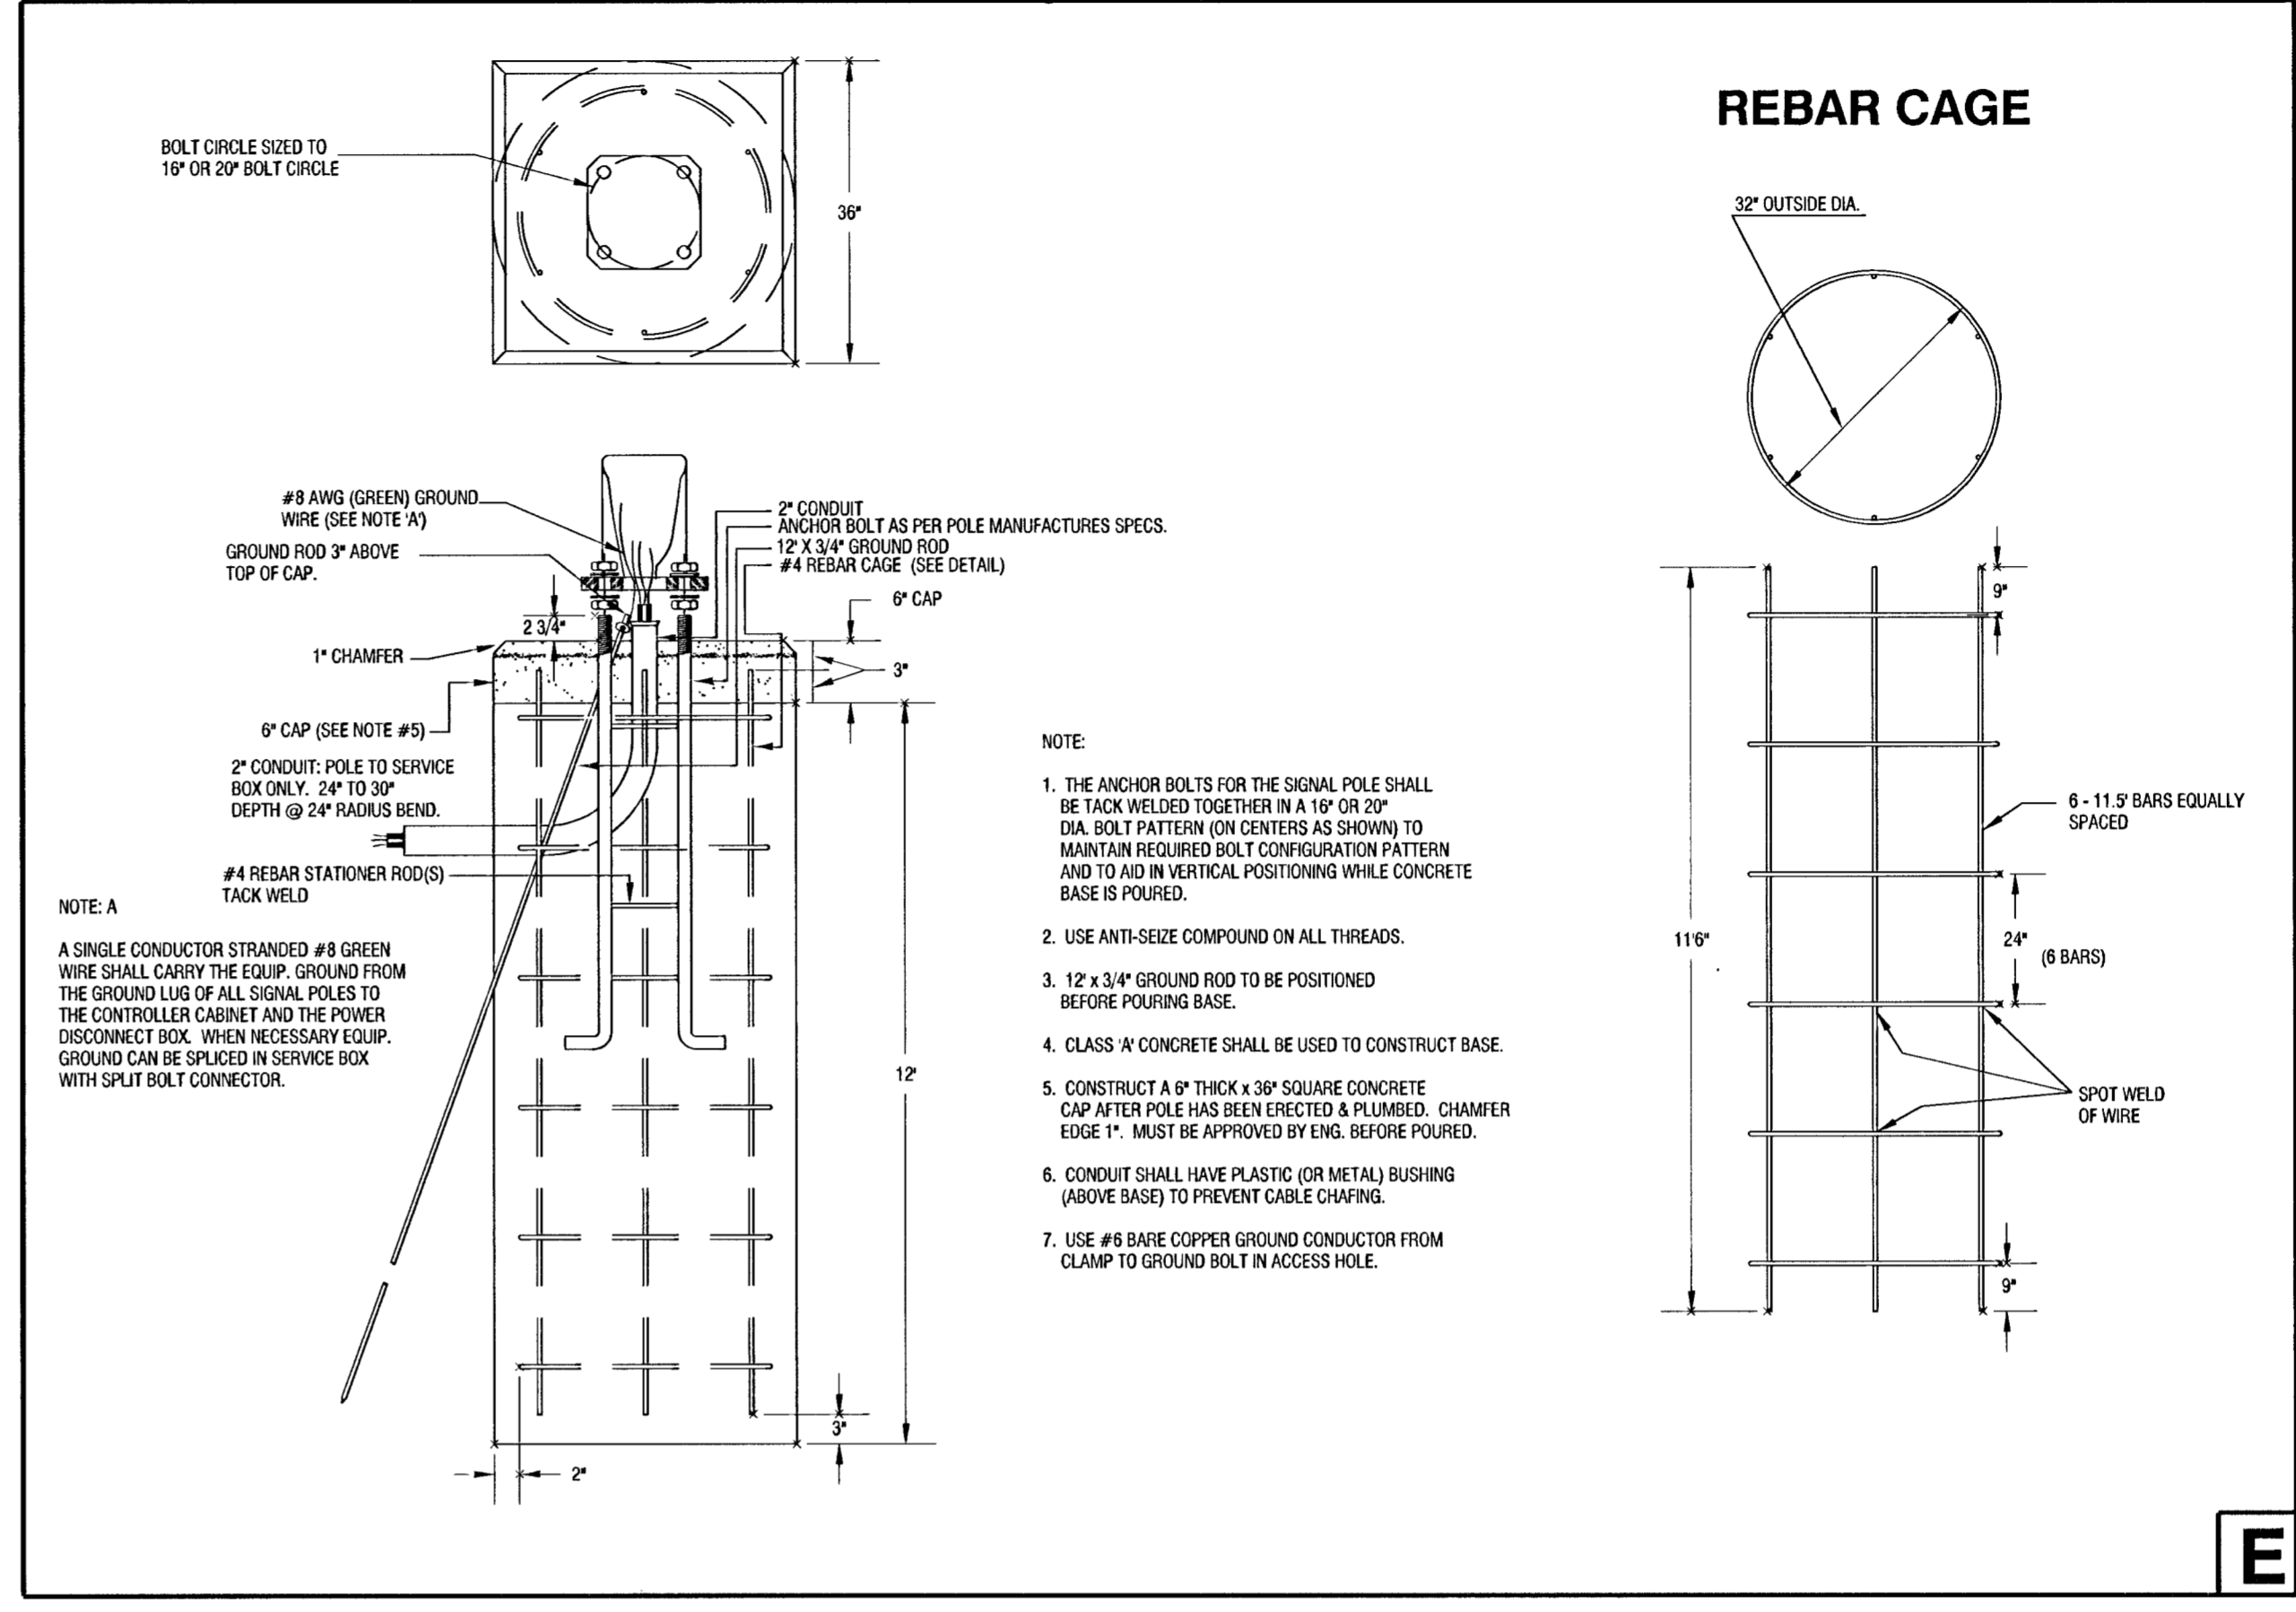 REBAR CAGE
BOLT CIRCLE SIZED TO
16" OR 20" BOLT CIRCLE
36"
32" OUTSIDE DIA.
#8 AWG (GREEN) GROUND
WIRE (SEE NOTE 'A')
GROUND ROD 3" ABOVE
TOP OF CAP.
2" CONDUIT
ANCHOR BOLT AS PER POLE MANUFACTURES SPECS.
12' X 3/4" GROUND ROD
#4 REBAR CAGE (SEE DETAIL)
6" CAP
2 3/4"
1" CHAMFER
3"
6" CAP (SEE NOTE #5)
2" CONDUIT: POLE TO SERVICE
BOX ONLY. 24" TO 30"
DEPTH @ 24" RADIUS BEND.
#4 REBAR STATIONER ROD(S)
TACK WELD
NOTE: A
A SINGLE CONDUCTOR STRANDED #8 GREEN
WIRE SHALL CARRY THE EQUIP. GROUND FROM
THE GROUND LUG OF ALL SIGNAL POLES TO
THE CONTROLLER CABINET AND THE POWER
DISCONNECT BOX. WHEN NECESSARY EQUIP.
GROUND CAN BE SPLICED IN SERVICE BOX
WITH SPLIT BOLT CONNECTOR.
12'
3"
2"
NOTE:
1. THE ANCHOR BOLTS FOR THE SIGNAL POLE SHALL
BE TACK WELDED TOGETHER IN A 16" OR 20"
DIA. BOLT PATTERN (ON CENTERS AS SHOWN) TO
MAINTAIN REQUIRED BOLT CONFIGURATION PATTERN
AND TO AID IN VERTICAL POSITIONING WHILE CONCRETE
BASE IS POURED.
2. USE ANTI-SEIZE COMPOUND ON ALL THREADS.
3. 12' x 3/4" GROUND ROD TO BE POSITIONED
BEFORE POURING BASE.
4. CLASS 'A' CONCRETE SHALL BE USED TO CONSTRUCT BASE.
5. CONSTRUCT A 6" THICK x 36" SQUARE CONCRETE
CAP AFTER POLE HAS BEEN ERECTED & PLUMBED. CHAMFER
EDGE 1". MUST BE APPROVED BY ENG. BEFORE POURED.
6. CONDUIT SHALL HAVE PLASTIC (OR METAL) BUSHING
(ABOVE BASE) TO PREVENT CABLE CHAFING.
7. USE #6 BARE COPPER GROUND CONDUCTOR FROM
CLAMP TO GROUND BOLT IN ACCESS HOLE.
9"
6 - 11.5' BARS EQUALLY
SPACED
11'6"
24"
(6 BARS)
SPOT WELD
OF WIRE
9"
E